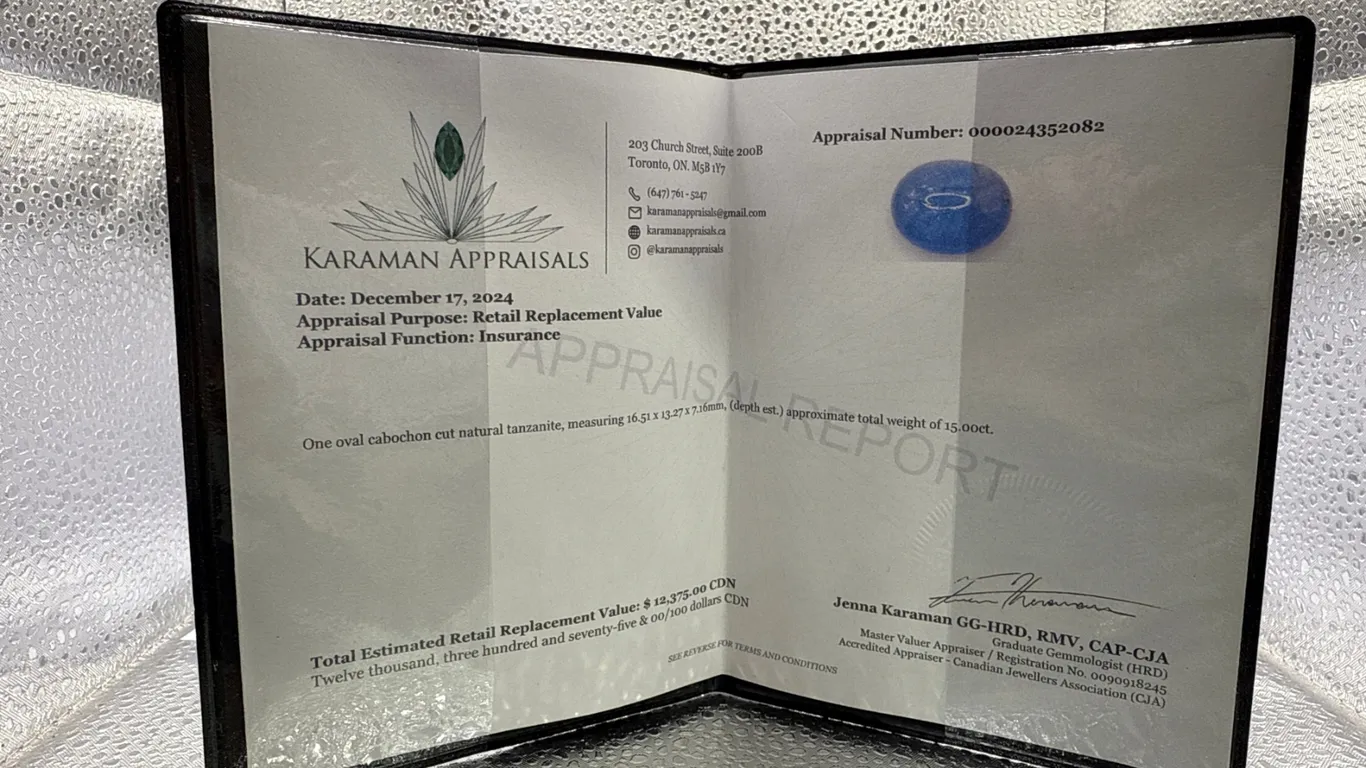 KARAMAN APPRAISALS
203 Church Street, Suite 200B
Toronto, ON. M5B 1Y7
(647) 761-5247
karamanappraisals@gmail.com
karamanappraisals.ca
@karamanappraisals
Appraisal Number: 000024352082
Date: December 17, 2024
Appraisal Purpose: Retail Replacement Value
Appraisal Function: Insurance
APPRAISAL REPORT
One oval cabochon cut natural tanzanite, measuring 16.51 x 13.27 x 7.16mm, (depth est.) approximate total weight of 15.00ct.
Total Estimated Retail Replacement Value: $ 12,375.00 CDN
Twelve thousand, three hundred and seventy-five & 00/100 dollars CDN
SEE REVERSE FOR TERMS AND CONDITIONS
Jenna Karaman GG-HRD, RMV, CAP-CJA
Graduate Gemmologist (HRD)
Master Valuer Appraiser / Registration No. 0090918245
Accredited Appraiser - Canadian Jewellers Association (CJA)